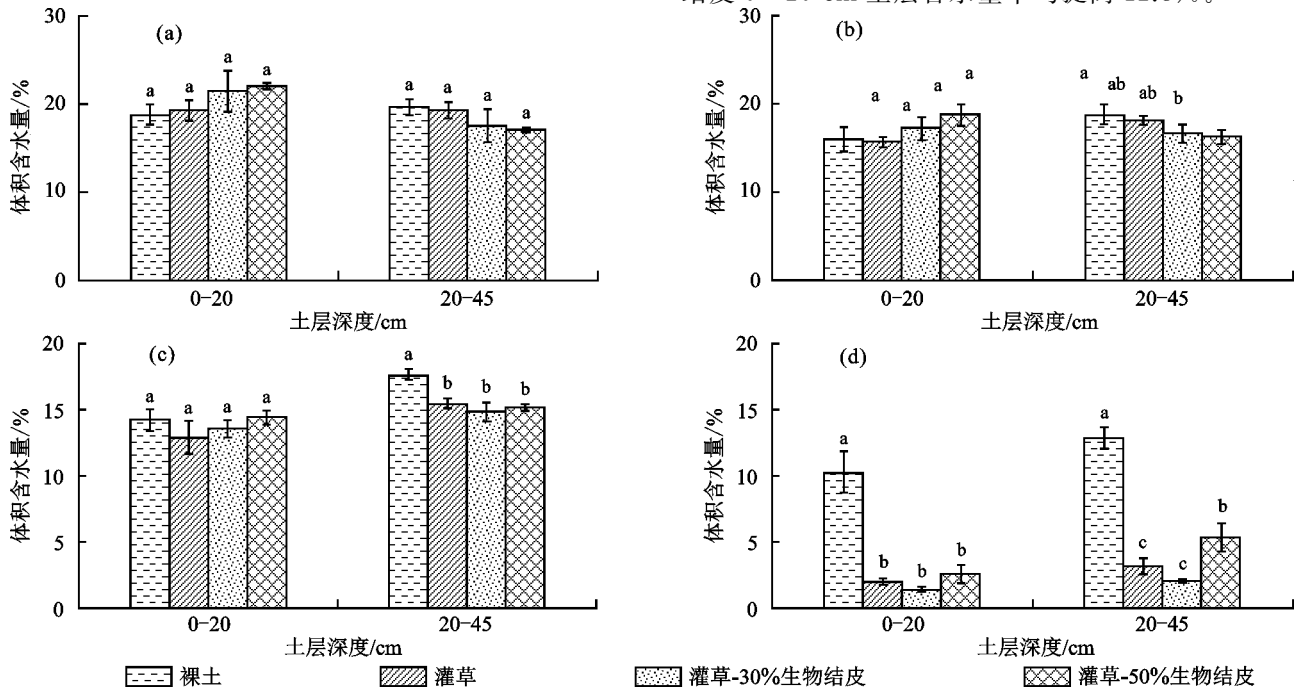 (a)
30
20
10
0
体积含水量/%
a a a a
a a a a
0-20 20-45
土层深度/cm
(b)
30
20
10
0
体积含水量/%
a a a a
a ab ab b
0-20 20-45
土层深度/cm
(c)
20
15
10
5
0
体积含水量/%
a a a a
a b b b
0-20 20-45
土层深度/cm
(d)
20
15
10
5
0
体积含水量/%
a b b b
a c c b
0-20 20-45
土层深度/cm
裸土 灌草 灌草-30%生物结皮 灌草-50%生物结皮